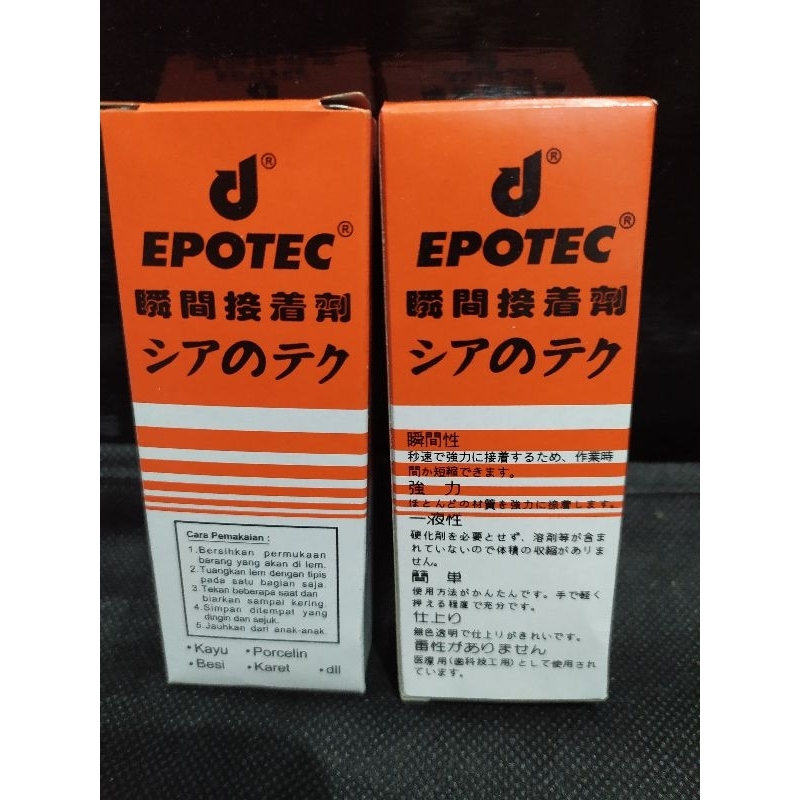 d®
EPOTEC®
瞬間接着剤
シアのテク
Cara Pemakaian :
1.Bersihkan permukaan
barang yang akan di lem.
2.Tuangkan lem dengan tipis
pada satu bagian saja.
3.Tekan beberapa saat dan
biarkan sampai kering.
4.Simpan ditempat yang
dingin dan sejuk.
5.Jauhkan dari anak-anak.
•Kayu •Porcelin
•Besi •Karet •dll
d®
EPOTEC®
瞬間接着剤
シアのテク
瞬間性
秒速で強力に接着するため、作業時
間か短縮できます。
強 力
ほとんどの材質を強力に接着します。
一液性
硬化剤を必要とせず、溶剤等が含ま
れていないので体積の収縮がありま
せん。
簡 単
使用方法がかんたんです。手で軽く
押える程度で充分です。
仕上り
無色透明で仕上りがきれいです。
毒性がありません
医療用(歯科技工用)として使用され
ています。